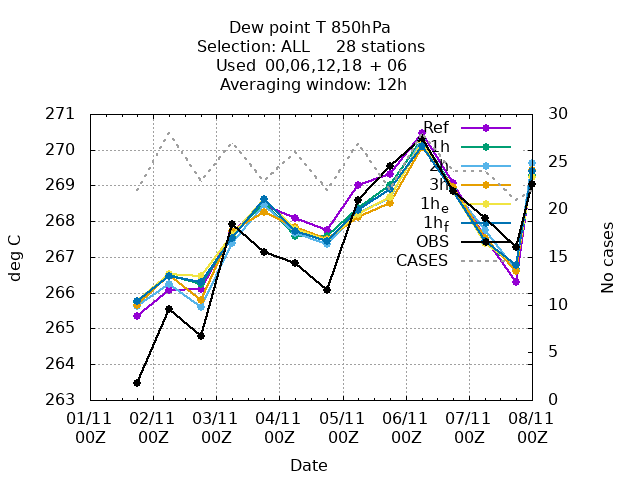 Dew point T 850hPa
Selection: ALL 28 stations
Used 00,06,12,18 + 06
Averaging window: 12h
271
270
269
268
267
266
265
264
263
30
25
20
15
10
5
0
deg C
No cases
Ref
1h
2h
3h
1he
1hf
OBS
CASES
01/11 02/11 03/11 04/11 05/11 06/11 07/11 08/11
00Z 00Z 00Z 00Z 00Z 00Z 00Z 00Z
Date